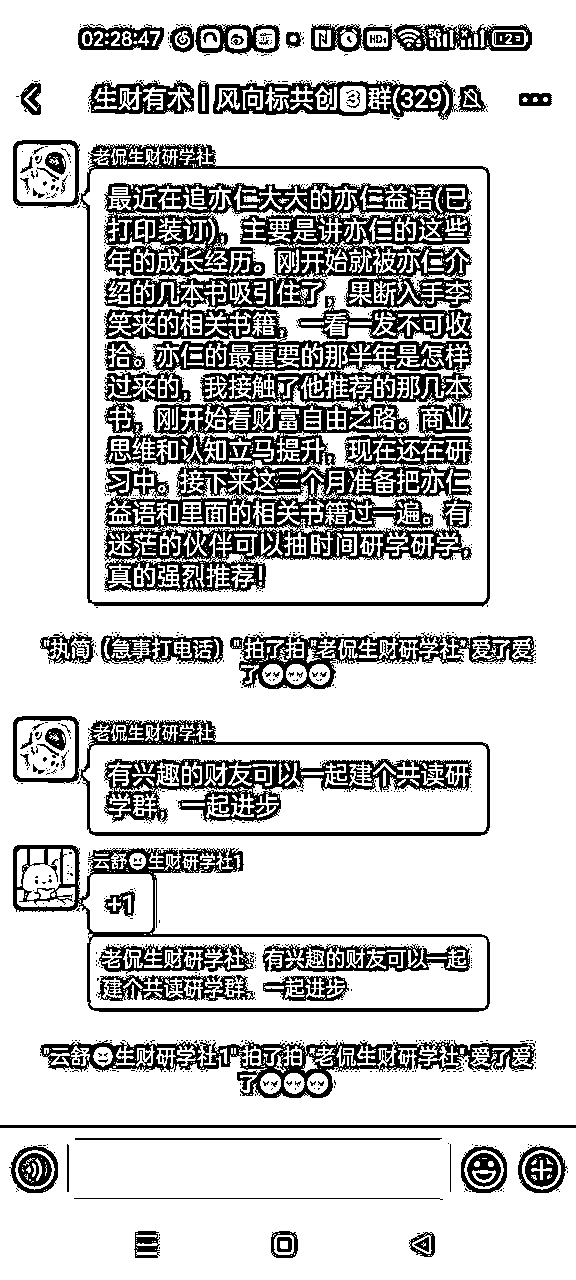 02:28:47
生财有术丨风向标共创3群(329)
老侃生财研学社
最近在追亦仁大大的亦仁益语(已
打印装订)，主要是讲亦仁的这些
年的成长经历。刚开始就被亦仁介
绍的几本书吸引住了，果断入手李
笑来的相关书籍，一看一发不可收
拾。亦仁的最重要的那半年是怎样
过来的，我接触了他推荐的那几本
书，刚开始看财富自由之路。商业
思维和认知立马提升，现在还在研
习中。接下来这三个月准备把亦仁
益语和里面的相关书籍过一遍。有
迷茫的伙伴可以抽时间研学研学，
真的强烈推荐！
"执简（急事打电话）"拍了拍"老侃生财研学社"爱了爱
了
老侃生财研学社
有兴趣的财友可以一起建个共读研
学群，一起进步
云舒😄生财研学社1
+1
老侃生财研学社：有兴趣的财友可以一起
建个共读研学群，一起进步
"云舒😄生财研学社1"拍了拍"老侃生财研学社"爱了爱
了